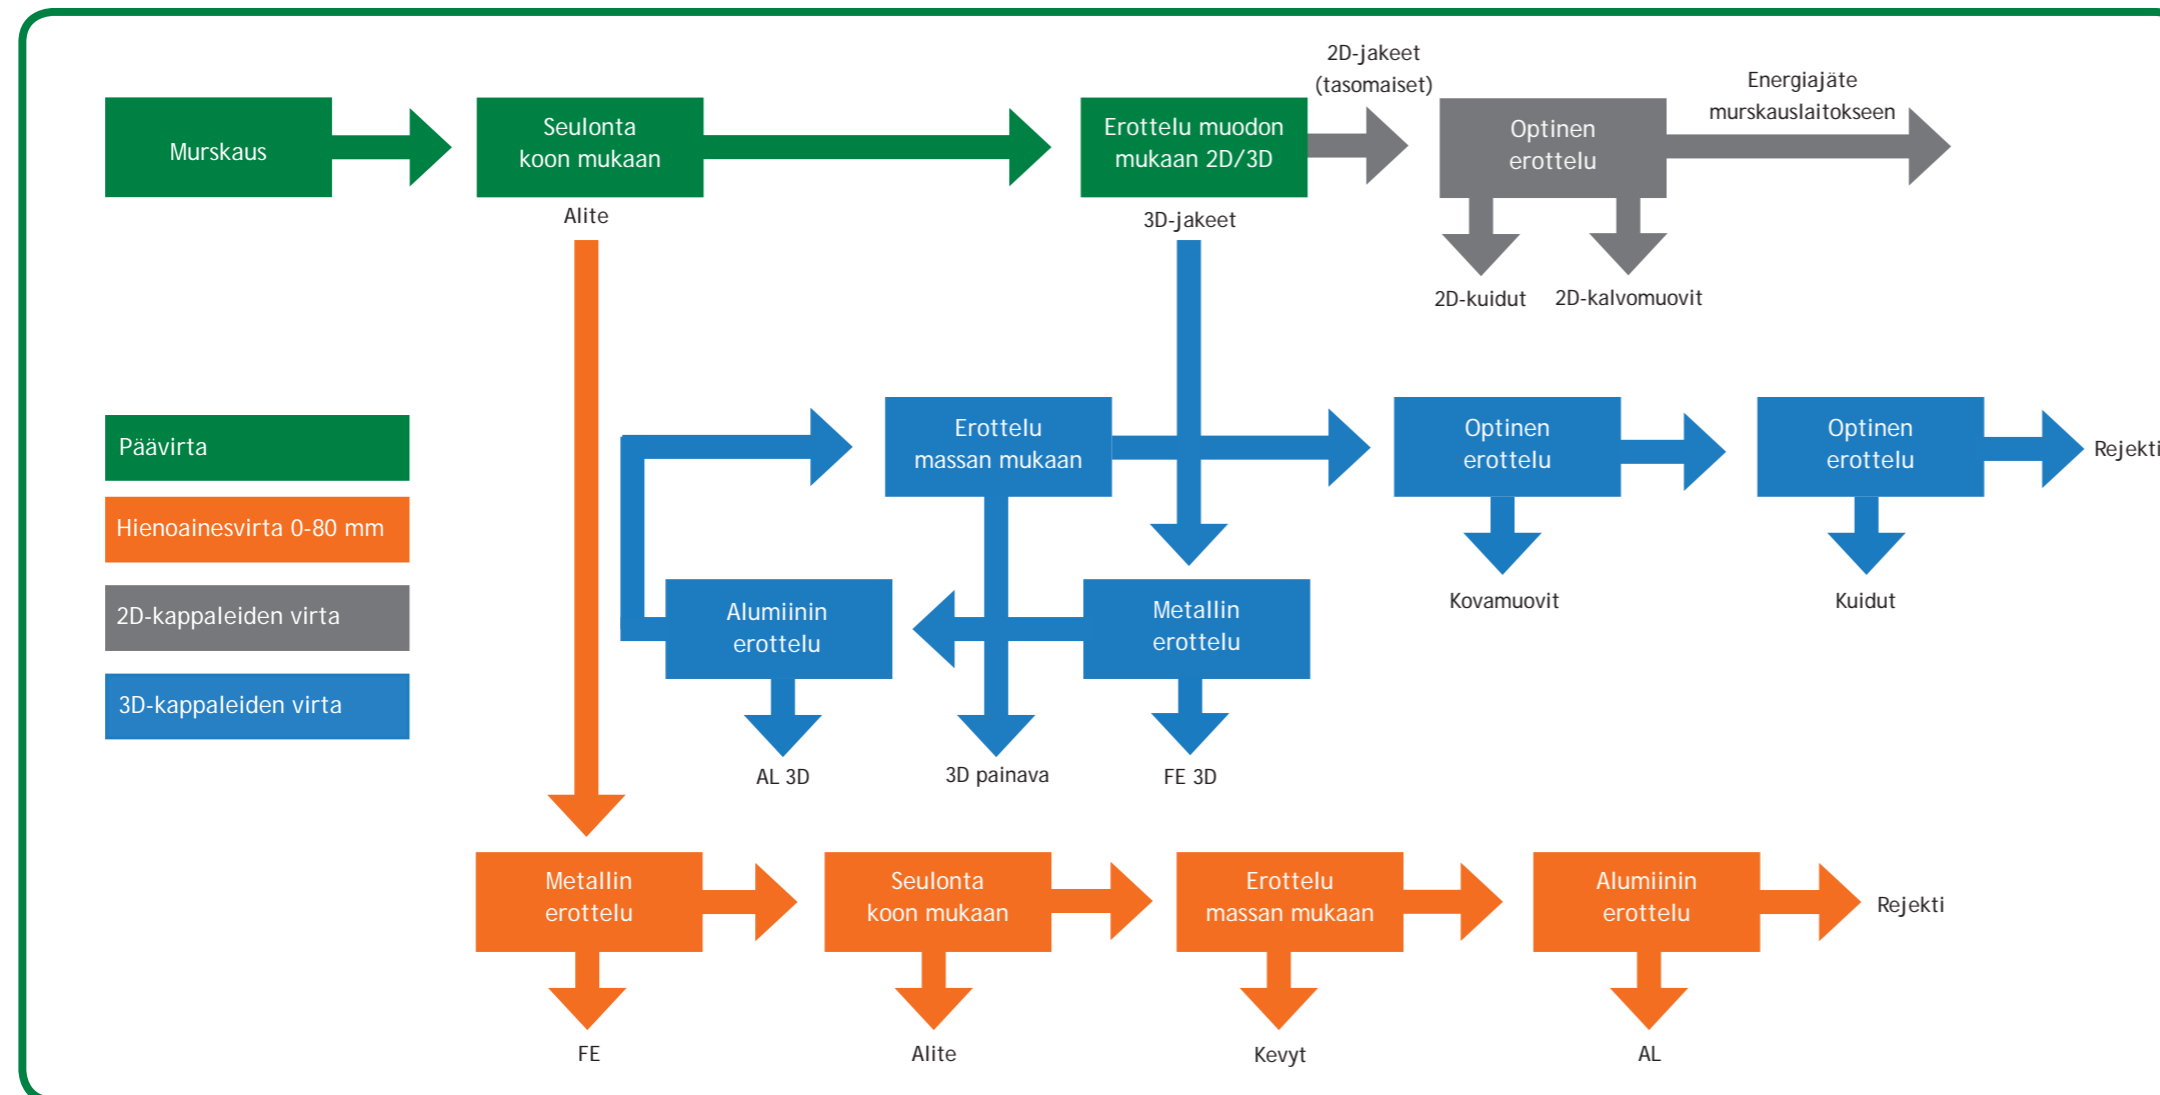 2D-jakeet
(tasomaiset)
Energiajäte
murskauslaitokseen
Murskaus
Seulonta
koon mukaan
Erottelu muodon
mukaan 2D/3D
Optinen
erottelu
Alite
3D-jakeet
2D-kuidut
2D-kalvomuovit
Päävirta
Hienoainesvirta 0-80 mm
2D-kappaleiden virta
3D-kappaleiden virta
Erottelu
massan mukaan
Optinen
erottelu
Optinen
erottelu
Rejekti
Kovamuovit
Kuidut
Alumiinin
erottelu
Metallin
erottelu
AL 3D
3D painava
FE 3D
Metallin
erottelu
Seulonta
koon mukaan
Erottelu
massan mukaan
Alumiinin
erottelu
Rejekti
FE
Alite
Kevyt
AL